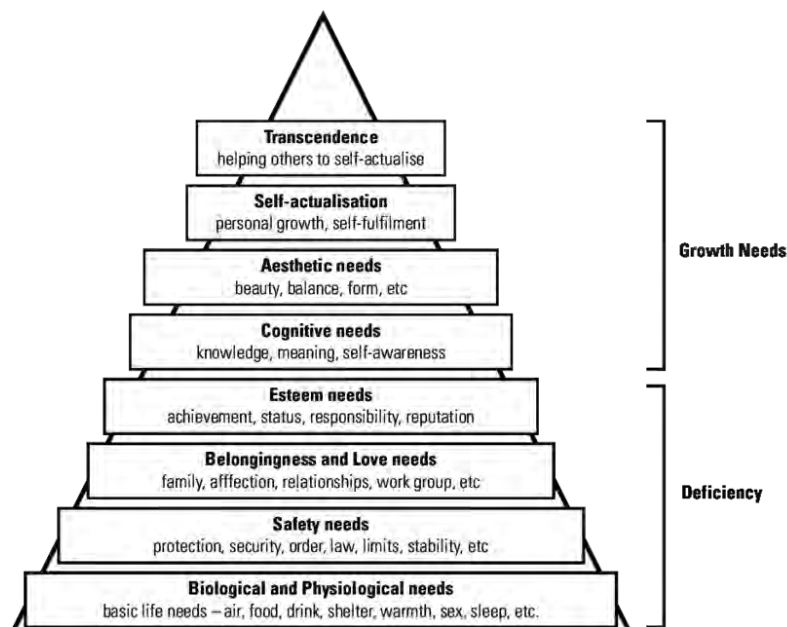 Transcendence
helping others to self-actualise
Self-actualisation
personal growth, self-fulfilment
Aesthetic needs
beauty, balance, form, etc
Cognitive needs
knowledge, meaning, self-awareness
Growth Needs
Esteem needs
achievement, status, responsibility, reputation
Belongingness and Love needs
family, afffection, relationships, work group, etc
Safety needs
protection, security, order, law, limits, stability, etc
Biological and Physiological needs
basic life needs – air, food, drink, shelter, warmth, sex, sleep, etc.
Deficiency